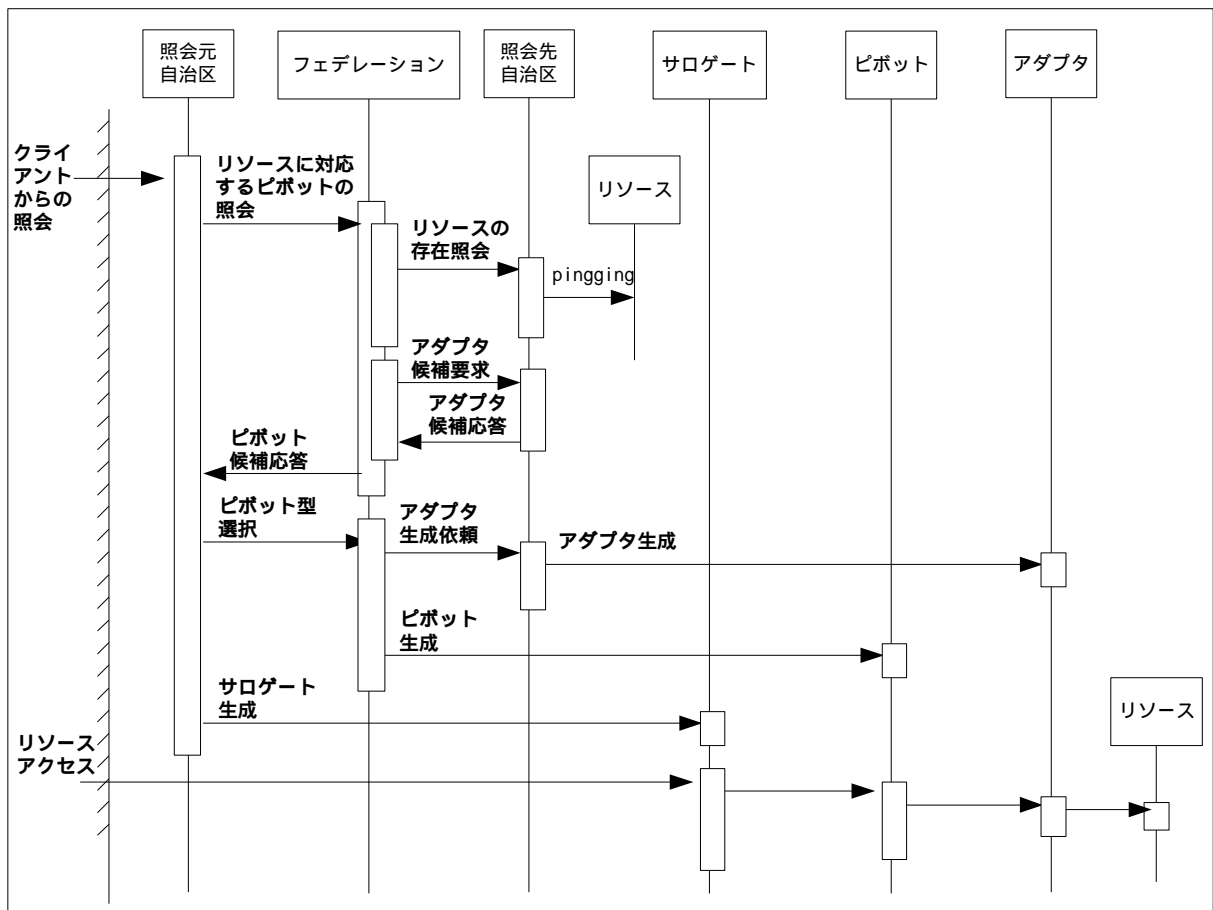 照会元
自治区
フェデレーション
照会先
自治区
サロゲート
ピボット
アダプタ
クライ
アント
からの
照会
リソースに対応
するピボットの
照会
リソース
リソースの
存在照会
pingging
アダプタ
候補要求
アダプタ
候補応答
ピボット
候補応答
ピボット型
選択
アダプタ
生成依頼
アダプタ生成
ピボット
生成
サロゲート
生成
リソース
リソース
アクセス